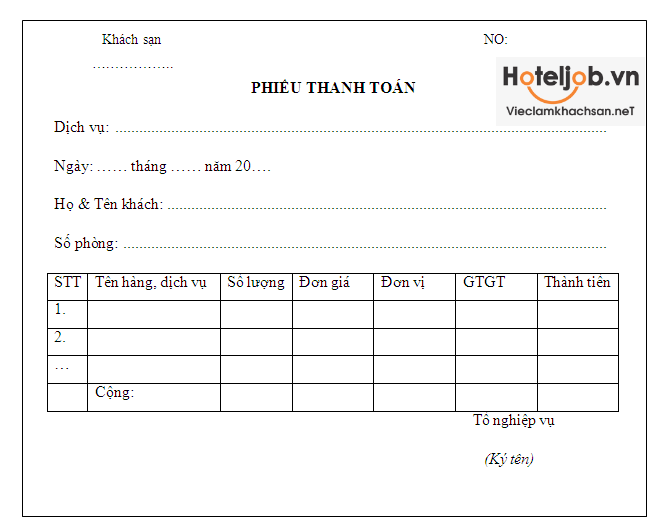 Khách sạn NO:
……………..
Hoteljob.vn
Vieclamkhachsan.neT
PHIẾU THANH TOÁN
Dịch vụ: ........................................................................
Ngày: …… tháng …… năm 20….
Họ & Tên khách: ........................................................................
Số phòng: ........................................................................
STT Tên hàng, dịch vụ Số lượng Đơn giá Đơn vị GTGT Thành tiền
1.
2.
…
Cộng:
Tổ nghiệp vụ
(Ký tên)